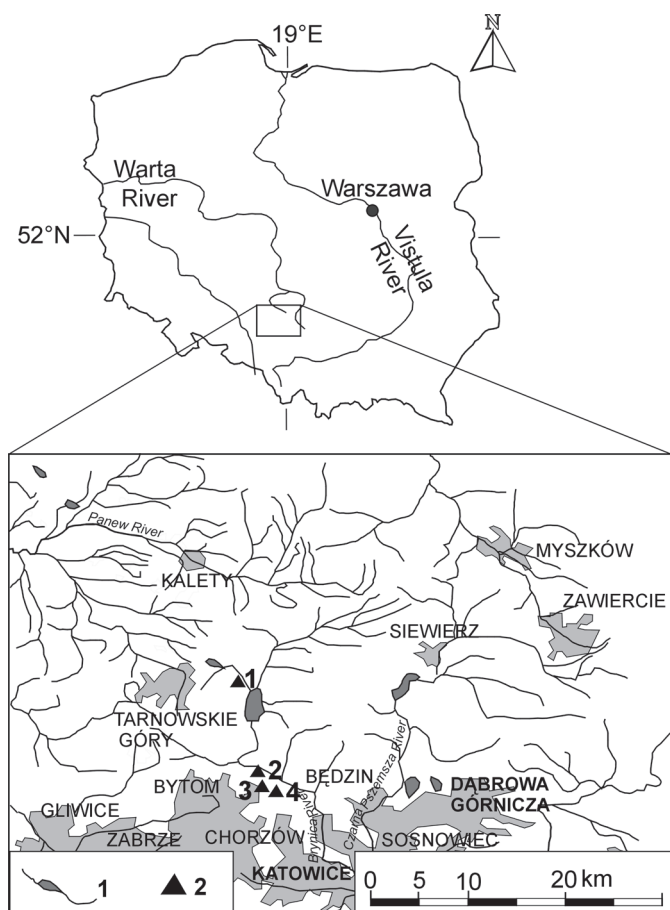 19°E
N
Warta
River
Warszawa
52°N
Vistula
River
Panew River
MYSZKÓW
KALETY
ZAWIERCIE
SIEWIERZ
1
TARNOWSKIE
GÓRY
Czarna Pszemsza River
2
BĘDZIN
BYTOM
3
4
DĄBROWA
GÓRNICZA
GLIWICE
Brynica River
ZABRZE
CHORZÓW
SOSNOWIEC
KATOWICE
1
2
0 10 20 km